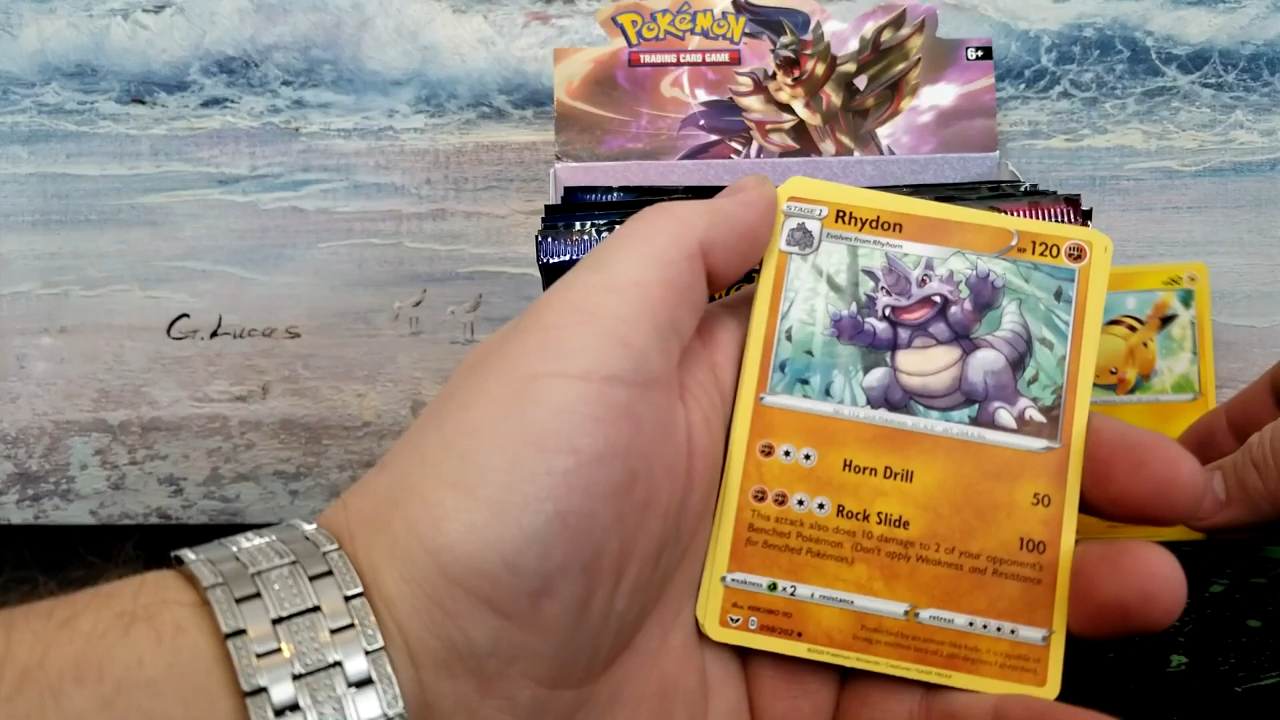 POKÉMON
TRADING CARD GAME
6+
G. Lucas
STAGE 1
Rhydon
Evolves from Rhyhorn
HP 120
Horn Drill
50
Rock Slide
100
This attack also does 10 damage to 2 of your opponent's
Benched Pokémon. (Don't apply Weakness and Resistance
for Benched Pokémon.)
weakness ×2 resistance
retreat
098/202